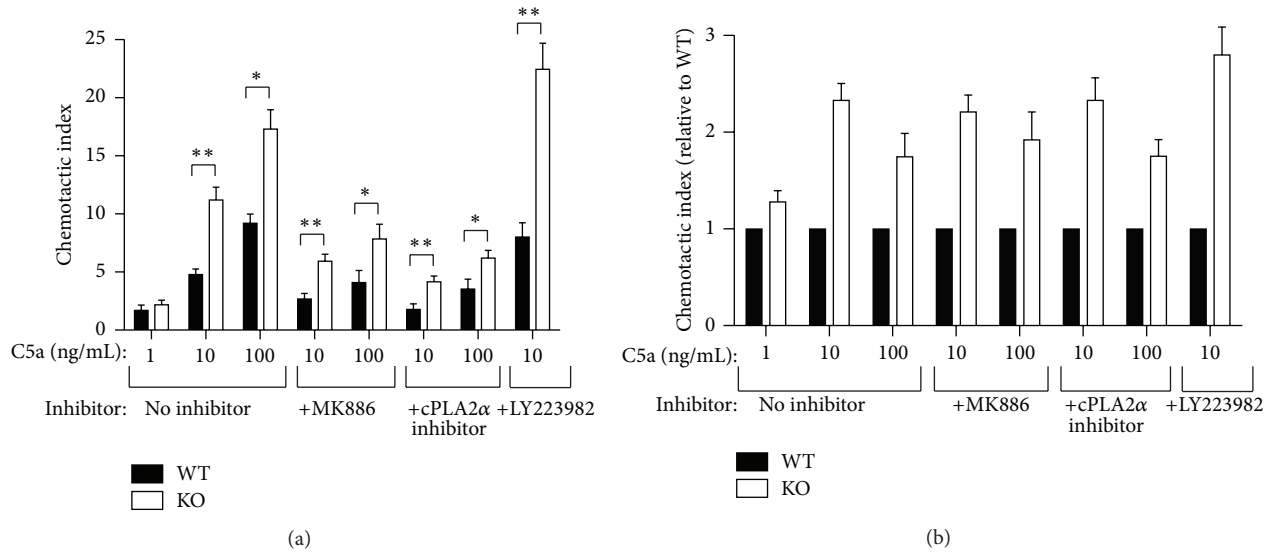 Chemotactic index
25
20
15
10
5
0
**
*
**
*
**
*
**
C5a (ng/mL): 1 10 100 10 100 10 100 10
Inhibitor: No inhibitor +MK886 +cPLA2α +LY223982
inhibitor
WT
KO
(a)
Chemotactic index (relative to WT)
3
2
1
0
C5a (ng/mL): 1 10 100 10 100 10 100 10
Inhibitor: No inhibitor +MK886 +cPLA2α +LY223982
inhibitor
WT
KO
(b)